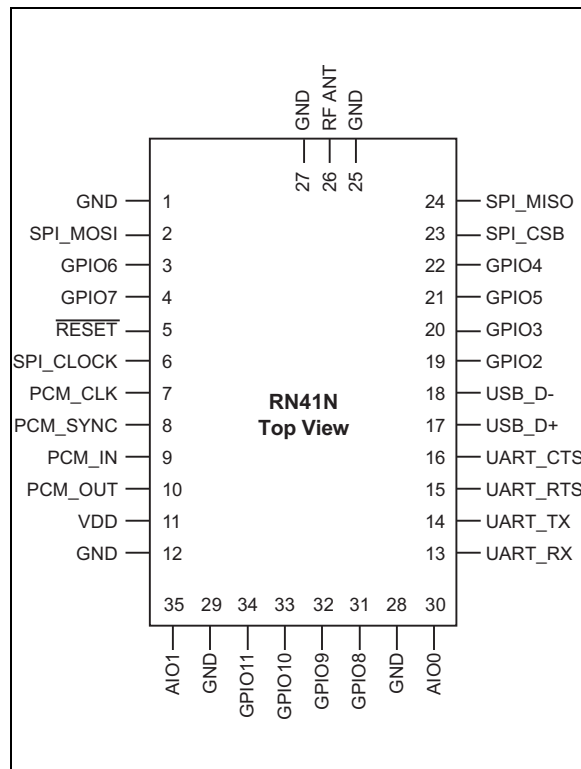 GND RF ANT GND
27 26 25
GND 1 24 SPI_MISO
SPI_MOSI 2 23 SPI_CSB
GPIO6 3 22 GPIO4
GPIO7 4 21 GPIO5
RESET 5 20 GPIO3
SPI_CLOCK 6 19 GPIO2
PCM_CLK 7 18 USB_D-
PCM_SYNC 8 17 USB_D+
PCM_IN 9 16 UART_CTS
PCM_OUT 10 15 UART_RTS
VDD 11 14 UART_TX
GND 12 13 UART_RX
RN41N
Top View
35 29 34 33 32 31 28 30
AIO1 GND GPIO11 GPIO10 GPIO9 GPIO8 GND AIO0